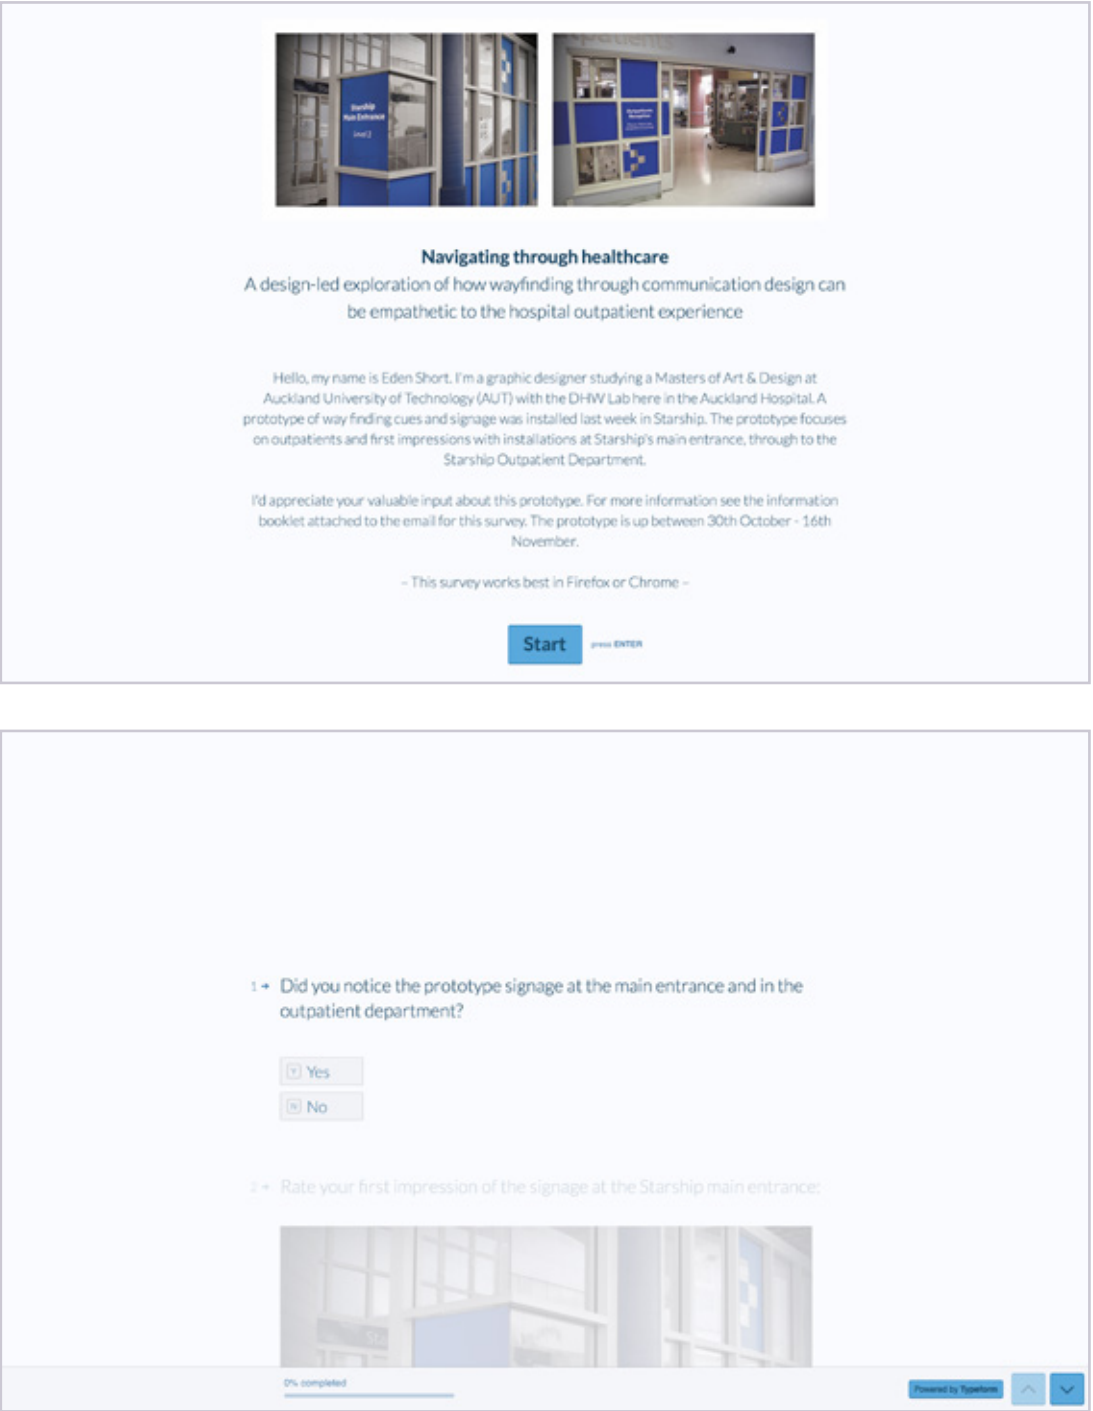 Starship
Main Entrance
Level 2
Navigating through healthcare
A design-led exploration of how wayfinding through communication design can
be empathetic to the hospital outpatient experience
Hello, my name is Eden Short. I'm a graphic designer studying a Masters of Art & Design at
Auckland University of Technology (AUT) with the DHW Lab here in the Auckland Hospital. A
prototype of way finding cues and signage was installed last week in Starship. The prototype focuses
on outpatients and first impressions with installations at Starship's main entrance, through to the
Starship Outpatient Department.
I'd appreciate your valuable input about this prototype. For more information see the information
booklet attached to the email for this survey. The prototype is up between 30th October - 16th
November.
– This survey works best in Firefox or Chrome –
Start press ENTER
1 → Did you notice the prototype signage at the main entrance and in the
outpatient department?
Y Yes
N No
2 → Rate your first impression of the signage at the Starship main entrance:
0% completed
Powered by Typeform